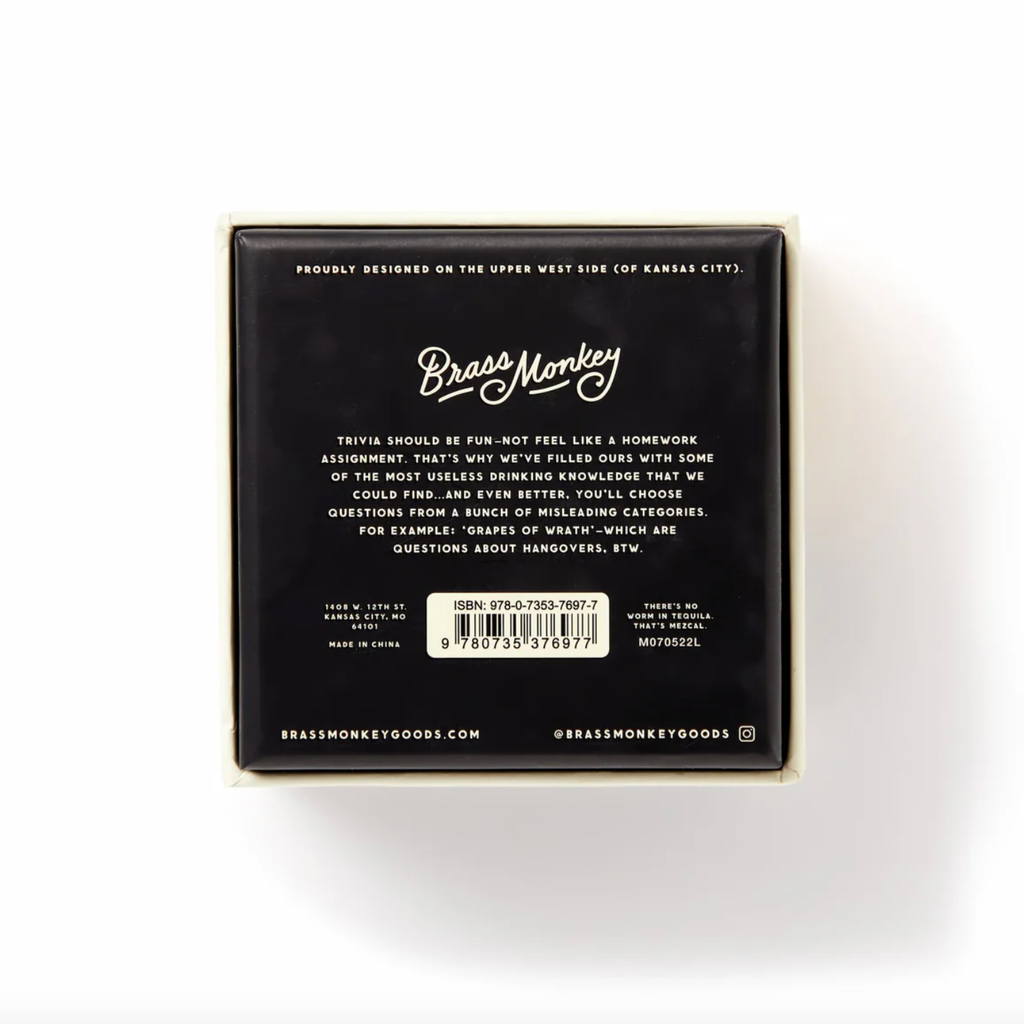 PROUDLY DESIGNED ON THE UPPER WEST SIDE (OF KANSAS CITY).
Brass Monkey
TRIVIA SHOULD BE FUN–NOT FEEL LIKE A HOMEWORK
ASSIGNMENT. THAT'S WHY WE'VE FILLED OURS WITH SOME
OF THE MOST USELESS DRINKING KNOWLEDGE THAT WE
COULD FIND...AND EVEN BETTER, YOU'LL CHOOSE
QUESTIONS FROM A BUNCH OF MISLEADING CATEGORIES.
FOR EXAMPLE: 'GRAPES OF WRATH'–WHICH ARE
QUESTIONS ABOUT HANGOVERS, BTW.
1408 W. 12TH ST.
KANSAS CITY, MO
64101
MADE IN CHINA
ISBN: 978-0-7353-7697-7
9 780735 376977
THERE'S NO
WORM IN TEQUILA.
THAT'S MEZCAL.
M070522L
BRASSMONKEYGOODS.COM
@BRASSMONKEYGOODS